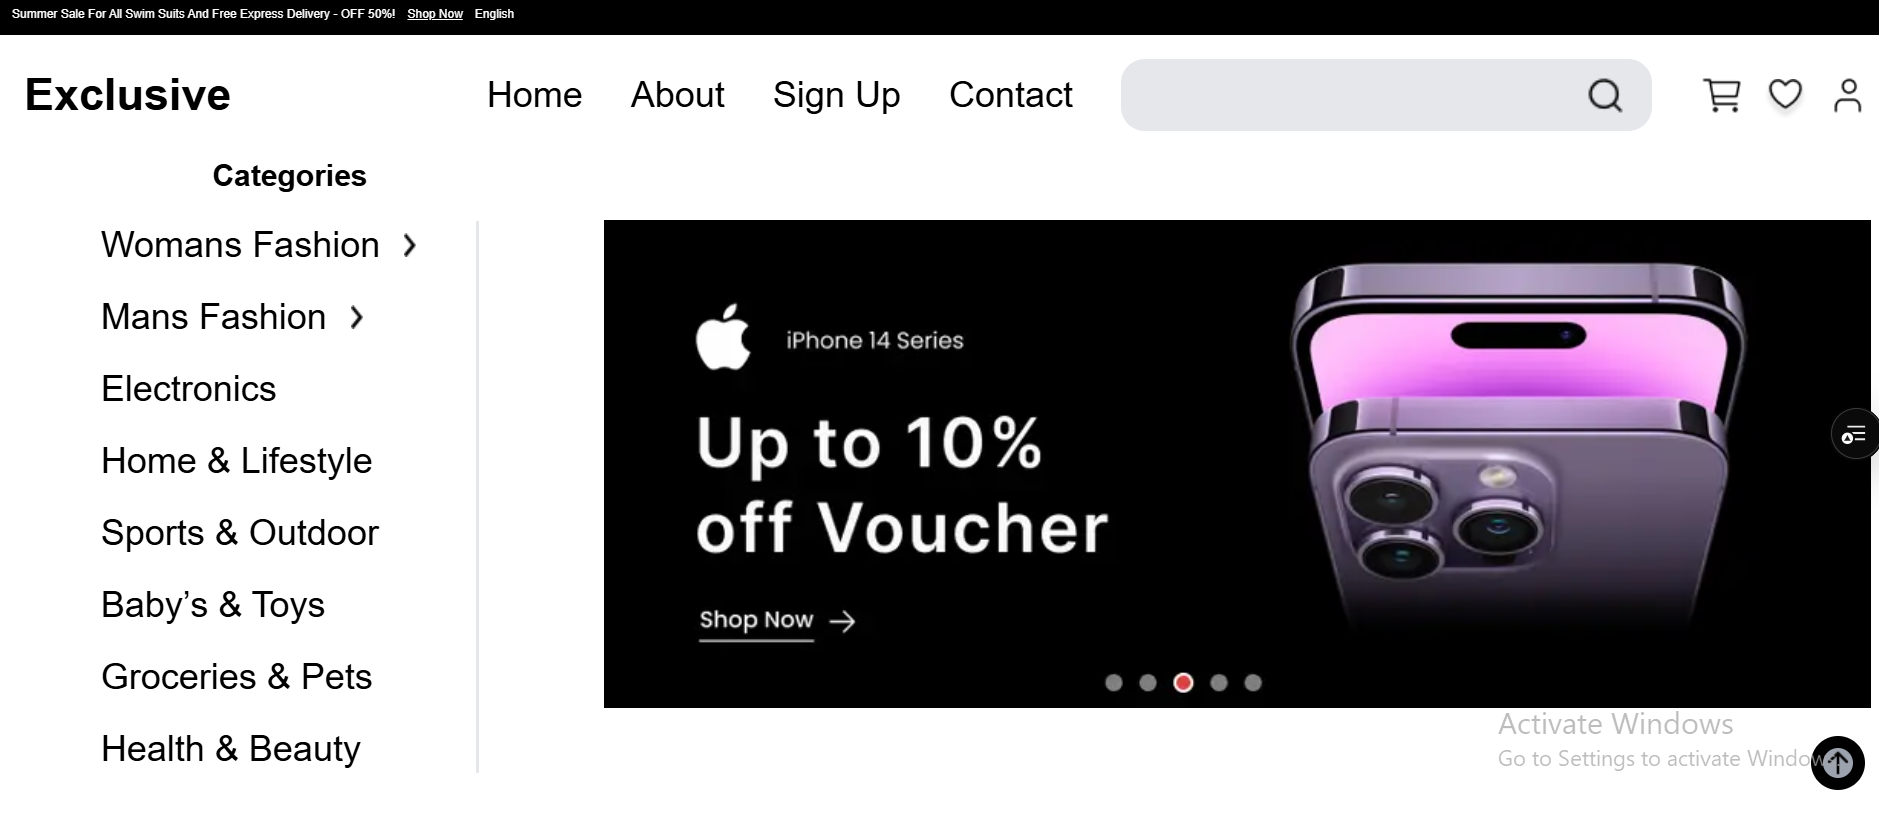 Summer Sale For All Swim Suits And Free Express Delivery - OFF 50%! Shop Now English
Exclusive Home About Sign Up Contact
Categories
Womans Fashion
Mans Fashion
Electronics
Home & Lifestyle
Sports & Outdoor
Baby’s & Toys
Groceries & Pets
Health & Beauty
iPhone 14 Series
Up to 10%
off Voucher
Shop Now
Activate Windows
Go to Settings to activate Windows.